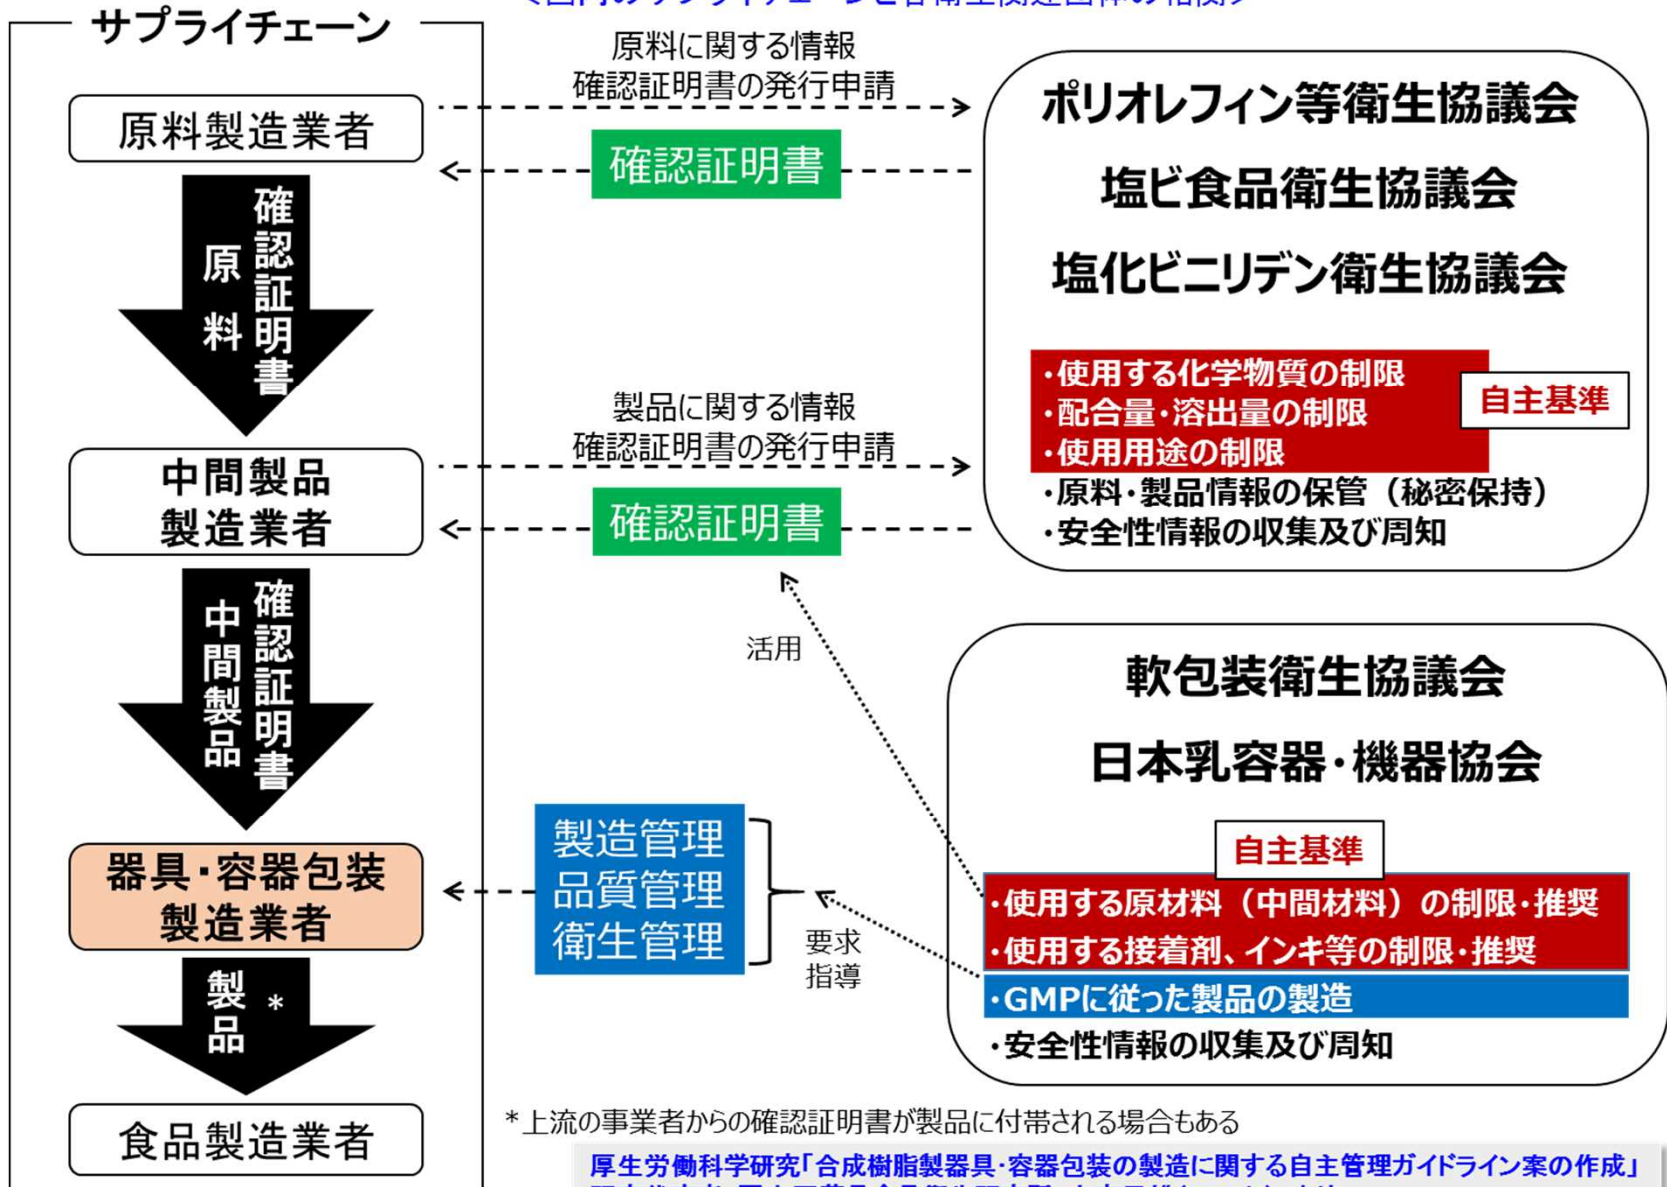 サプライチェーン
原料製造業者
確認証明書
原料
中間製品
製造業者
確認証明書
中間製品
器具・容器包装
製造業者
製品
*
食品製造業者
原料に関する情報
確認証明書の発行申請
確認証明書
製品に関する情報
確認証明書の発行申請
確認証明書
活用
製造管理
品質管理
衛生管理
要求
指導
ポリオレフィン等衛生協議会
塩ビ食品衛生協議会
塩化ビニリデン衛生協議会
・使用する化学物質の制限
・配合量・溶出量の制限
・使用用途の制限
自主基準
・原料・製品情報の保管（秘密保持）
・安全性情報の収集及び周知
軟包装衛生協議会
日本乳容器・機器協会
自主基準
・使用する原材料（中間材料）の制限・推奨
・使用する接着剤、インキ等の制限・推奨
・GMPに従った製品の製造
・安全性情報の収集及び周知
*上流の事業者からの確認証明書が製品に付帯される場合もある
厚生労働科学研究「合成樹脂製器具・容器包装の製造に関する自主管理ガイドライン案の作成」